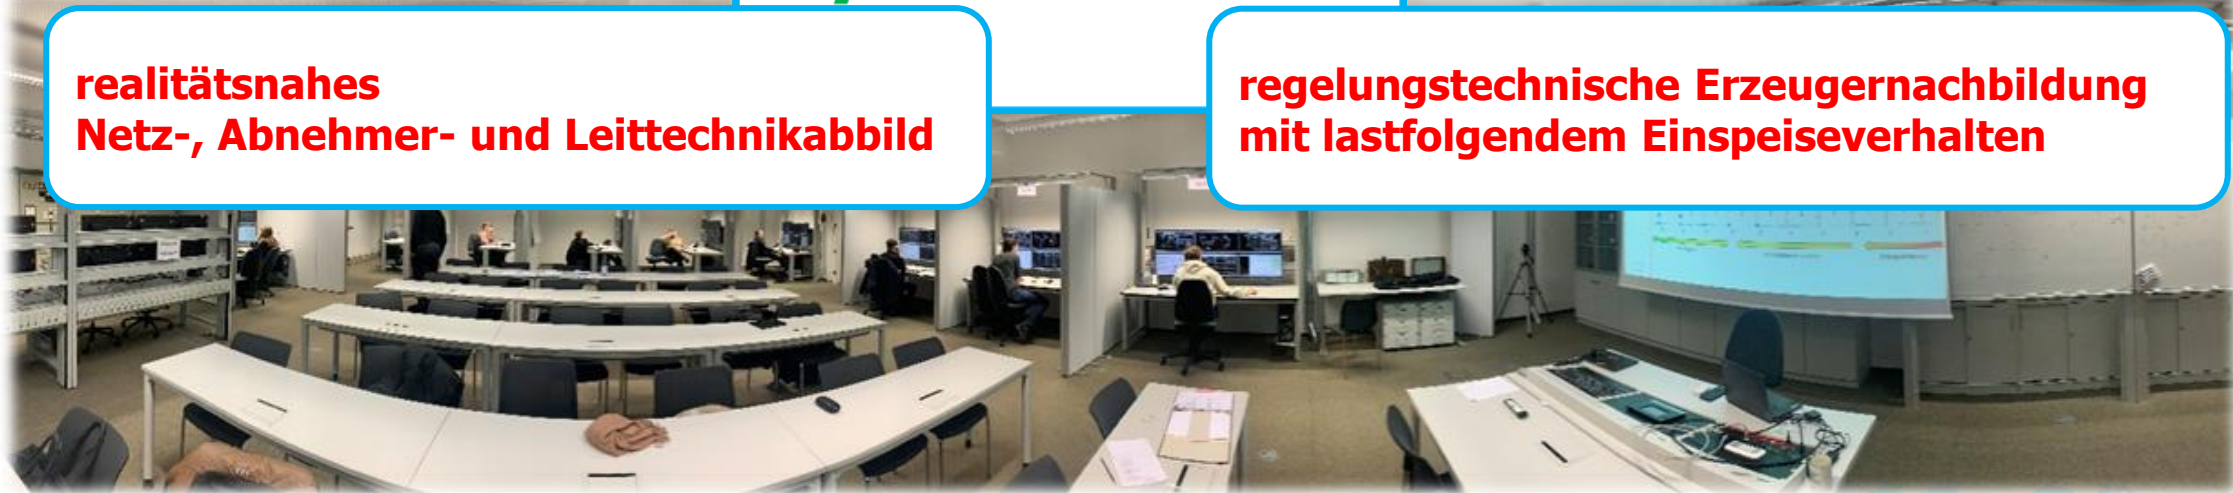 realitätsnahes
Netz-, Abnehmer- und Leittechnikabbild
regelungstechnische Erzeugernachbildung
mit lastfolgendem Einspeiseverhalten